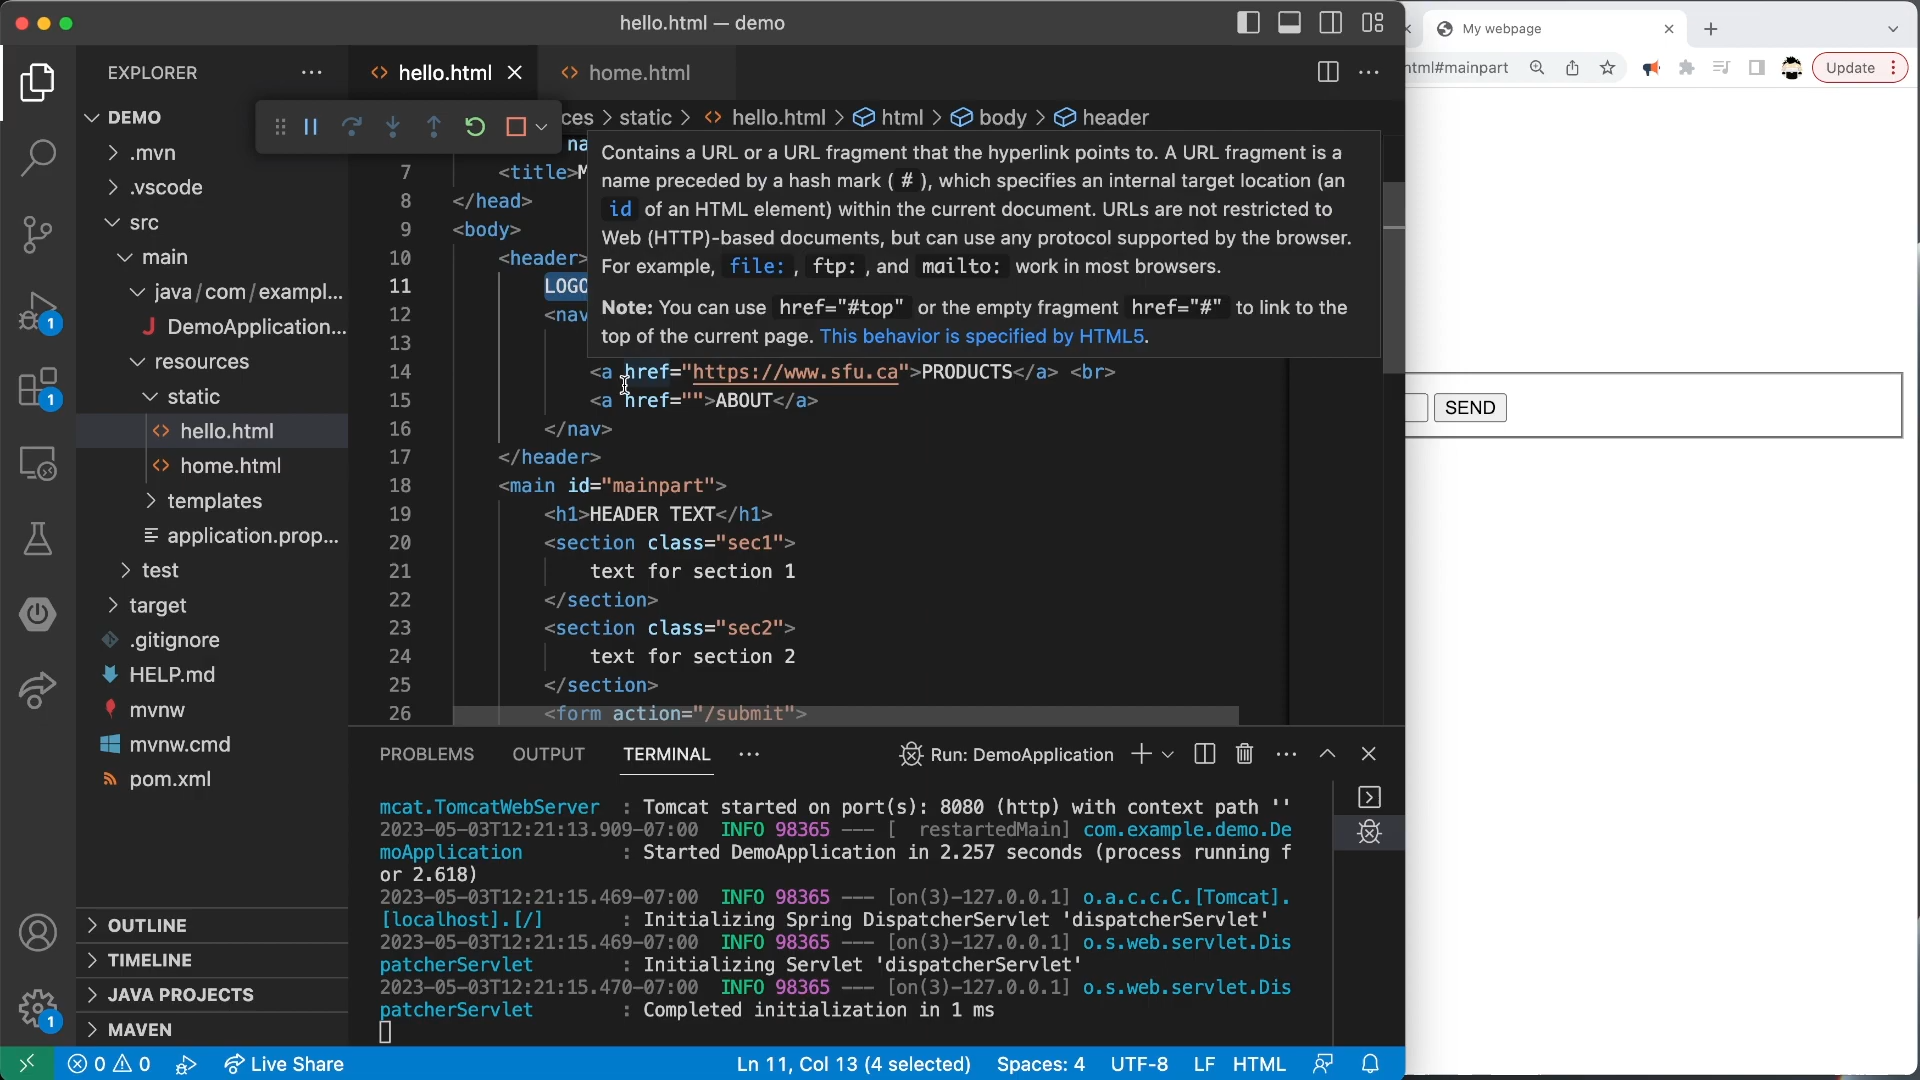 hello.html — demo
My webpage
EXPLORER
hello.html
home.html
html#mainpart
Update
DEMO
ces > static > hello.html > html > body > header
.mvn
.vscode
src
main
java/com/exampl...
DemoApplication...
resources
static
hello.html
home.html
templates
application.prop...
test
target
.gitignore
HELP.md
mvnw
mvnw.cmd
pom.xml
OUTLINE
TIMELINE
JAVA PROJECTS
MAVEN
na
7 <title>M
8 </head>
9 <body>
10 <header>
11 LOGO
12 <nav
13
14 <a href="https://www.sfu.ca">PRODUCTS</a> <br>
15 <a href="">ABOUT</a>
16 </nav>
17 </header>
18 <main id="mainpart">
19 <h1>HEADER TEXT</h1>
20 <section class="sec1">
21 text for section 1
22 </section>
23 <section class="sec2">
24 text for section 2
25 </section>
26 <form action="/submit">
Contains a URL or a URL fragment that the hyperlink points to. A URL fragment is a
name preceded by a hash mark ( # ), which specifies an internal target location (an
id of an HTML element) within the current document. URLs are not restricted to
Web (HTTP)-based documents, but can use any protocol supported by the browser.
For example, file: , ftp: , and mailto: work in most browsers.
Note: You can use href="#top" or the empty fragment href="#" to link to the
top of the current page. This behavior is specified by HTML5.
SEND
PROBLEMS OUTPUT TERMINAL Run: DemoApplication
mcat.TomcatWebServer : Tomcat started on port(s): 8080 (http) with context path ''
2023-05-03T12:21:13.909-07:00 INFO 98365 --- [ restartedMain] com.example.demo.De
moApplication : Started DemoApplication in 2.257 seconds (process running f
or 2.618)
2023-05-03T12:21:15.469-07:00 INFO 98365 --- [on(3)-127.0.0.1] o.a.c.c.C.[Tomcat].
[localhost].[/] : Initializing Spring DispatcherServlet 'dispatcherServlet'
2023-05-03T12:21:15.469-07:00 INFO 98365 --- [on(3)-127.0.0.1] o.s.web.servlet.Dis
patcherServlet : Initializing Servlet 'dispatcherServlet'
2023-05-03T12:21:15.470-07:00 INFO 98365 --- [on(3)-127.0.0.1] o.s.web.servlet.Dis
patcherServlet : Completed initialization in 1 ms
1
1
1
0 0 Live Share Ln 11, Col 13 (4 selected) Spaces: 4 UTF-8 LF HTML